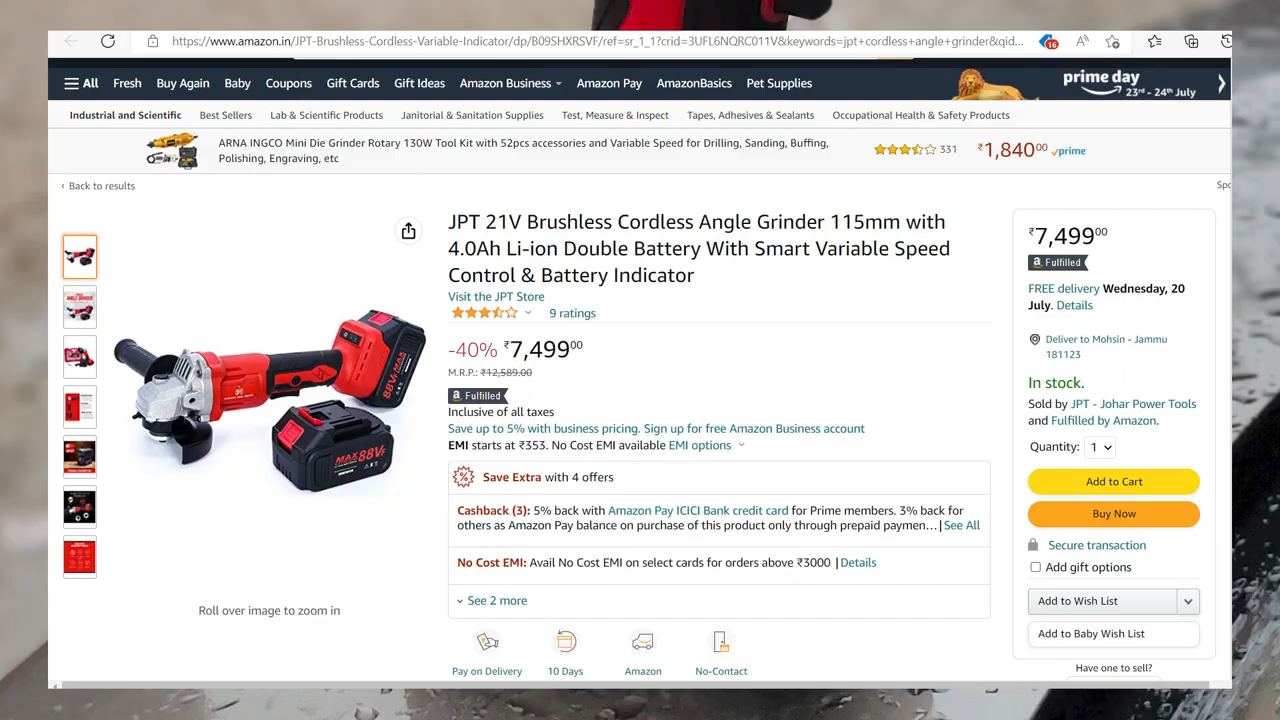 https://www.amazon.in/JPT-Brushless-Cordless-Variable-Indicator/dp/B09SHXRSVF/ref=sr_1_1?crid=3UFL6NQRC011V&keywords=jpt+cordless+angle+grinder&qid...
16
All Fresh Buy Again Baby Coupons Gift Cards Gift Ideas Amazon Business Amazon Pay AmazonBasics Pet Supplies
prime day
23rd - 24th July
Industrial and Scientific Best Sellers Lab & Scientific Products Janitorial & Sanitation Supplies Test, Measure & Inspect Tapes, Adhesives & Sealants Occupational Health & Safety Products
ARNA INGCO Mini Die Grinder Rotary 130W Tool Kit with 52pcs accessories and Variable Speed for Drilling, Sanding, Buffing,
Polishing, Engraving, etc
331 ₹1,840⁰⁰ prime
‹ Back to results
Spo
JPT 21V Brushless Cordless Angle Grinder 115mm with
4.0Ah Li-ion Double Battery With Smart Variable Speed
Control & Battery Indicator
Visit the JPT Store
9 ratings
-40% ₹7,499⁰⁰
M.R.P.: ₹12,589.00
a Fulfilled
Inclusive of all taxes
Save up to 5% with business pricing. Sign up for free Amazon Business account
EMI starts at ₹353. No Cost EMI available EMI options
Save Extra with 4 offers
Cashback (3): 5% back with Amazon Pay ICICI Bank credit card for Prime members. 3% back for
others as Amazon Pay balance on purchase of this product only through prepaid paymen…| See All
No Cost EMI: Avail No Cost EMI on select cards for orders above ₹3000 | Details
See 2 more
Pay on Delivery 10 Days Amazon No-Contact
88VF MAX
MAX 88VF
Roll over image to zoom in
₹7,499⁰⁰
a Fulfilled
FREE delivery Wednesday, 20
July. Details
Deliver to Mohsin - Jammu
181123
In stock.
Sold by JPT - Johar Power Tools
and Fulfilled by Amazon.
Quantity: 1
Add to Cart
Buy Now
Secure transaction
Add gift options
Add to Wish List
Add to Baby Wish List
Have one to sell?